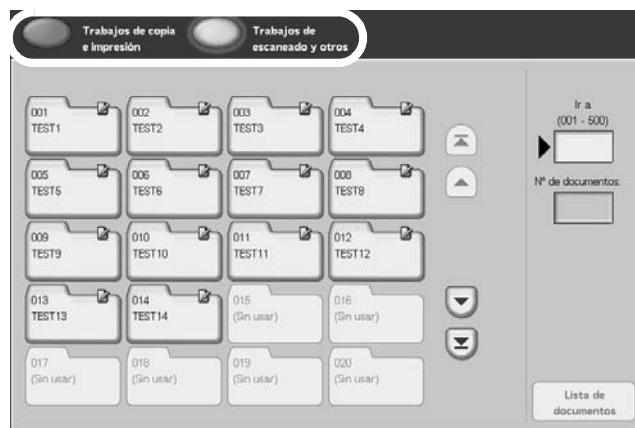 Trabajos de copia
e impresión
Trabajos de
escaneado y otros
001
TEST1
002
TEST2
003
TEST3
004
TEST4
005
TEST5
006
TEST6
007
TEST7
008
TEST8
009
TEST9
010
TEST10
011
TEST11
012
TEST12
013
TEST13
014
TEST14
015
(Sin usar)
016
(Sin usar)
017
(Sin usar)
018
(Sin usar)
019
(Sin usar)
020
(Sin usar)
Ir a
(001 - 500)
Nº de documentos:
Lista de
documentos